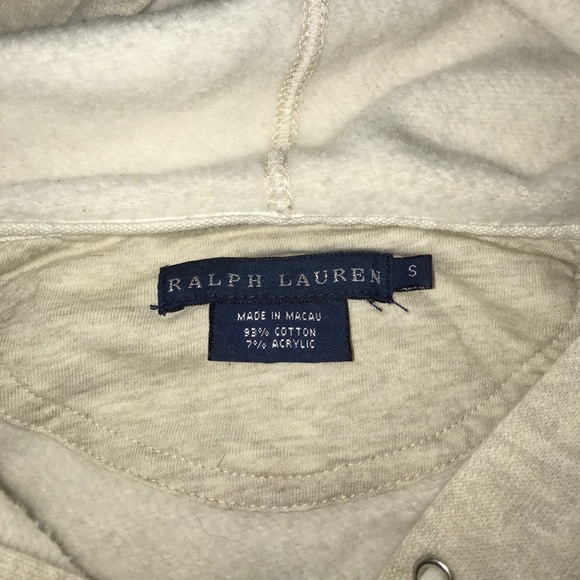 RALPH LAUREN
S
MADE IN MACAU
93% COTTON
7% ACRYLIC